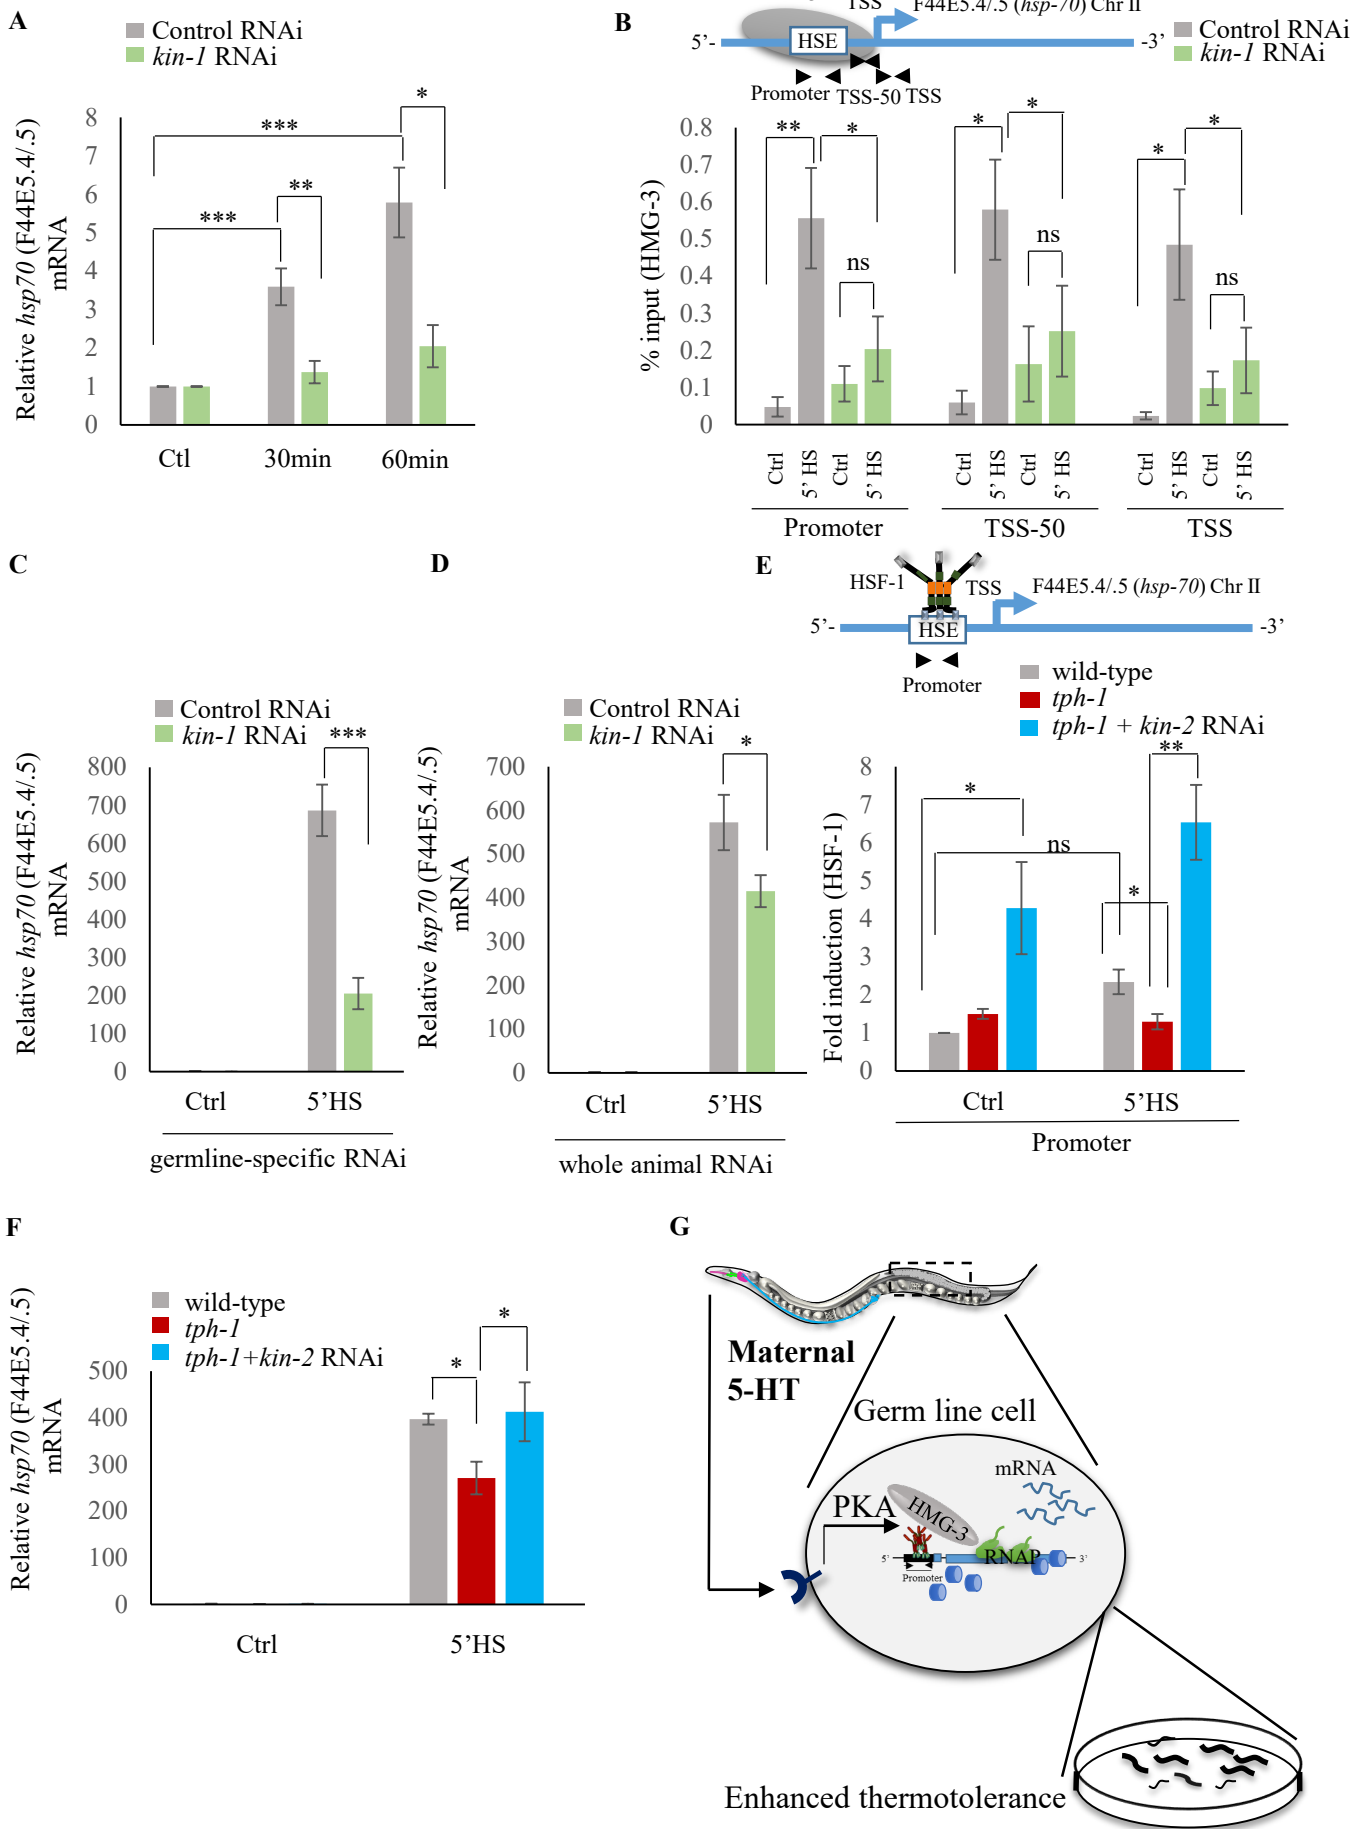 A
Control RNAi
kin-1 RNAi
Relative hsp70 (F44E5.4/.5)
mRNA
8
7
6
5
4
3
2
1
0
***
***
**
*
Ctl 30min 60min
B
TSS F44E5.4/.5 (hsp-70) Chr II
5’- HSE -3’
Promoter TSS-50 TSS
Control RNAi
kin-1 RNAi
% input (HMG-3)
0.8
0.7
0.6
0.5
0.4
0.3
0.2
0.1
0
** * ns
* * ns
* * ns
Ctrl 5’ HS Ctrl 5’ HS Ctrl 5’ HS Ctrl 5’ HS Ctrl 5’ HS Ctrl 5’ HS
Promoter TSS-50 TSS
C
Control RNAi
kin-1 RNAi
***
Relative hsp70 (F44E5.4/.5)
mRNA
800
700
600
500
400
300
200
100
0
Ctrl 5’HS
germline-specific RNAi
D
Control RNAi
kin-1 RNAi
*
Relative hsp70 (F44E5.4/.5)
mRNA
700
600
500
400
300
200
100
0
Ctrl 5’HS
whole animal RNAi
E
HSF-1 TSS F44E5.4/.5 (hsp-70) Chr II
5’- HSE -3’
Promoter
wild-type
tph-1
tph-1 + kin-2 RNAi
Fold induction (HSF-1)
8
7
6
5
4
3
2
1
0
*
ns
*
**
Ctrl 5’HS
Promoter
F
wild-type
tph-1
tph-1+kin-2 RNAi
Relative hsp70 (F44E5.4/.5)
mRNA
500
400
300
200
100
0
*
*
Ctrl 5’HS
G
Maternal
5-HT
Germ line cell
mRNA
PKA
HMG-3
RNAP
5’ 3’
Promoter
Enhanced thermotolerance